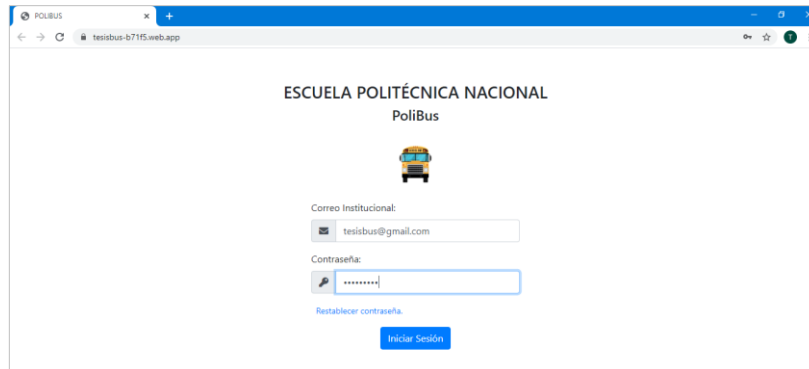 POLIBUS
tesisbus-b71f5.web.app
T
ESCUELA POLITÉCNICA NACIONAL
PoliBus
Correo Institucional:
tesisbus@gmail.com
Contraseña:
•••••••••
Restablecer contraseña.
Iniciar Sesión